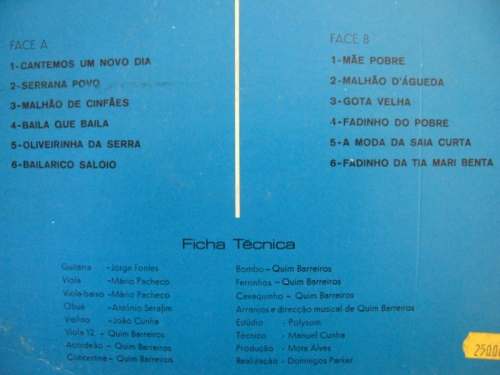 FACE A
1-CANTEMOS UM NOVO DIA
2-SERRANA POVO
3-MALHÃO DE CINFÃES
4-BAILA QUE BAILA
5-OLIVEIRINHA DA SERRA
6-BAILARICO SALOIO
FACE B
1-MÃE POBRE
2-MALHÃO D'ÁGUEDA
3-GOTA VELHA
4-FADINHO DO POBRE
5-A MODA DA SAIA CURTA
6-FADINHO DA TIA MARI BENTA
Ficha Técnica
Guitarra -Jorge Fontes
Viola -Mário Pacheco
Viola-baixo -Mário Pacheco
Oboé -António Serafim
Violino -João Cunha
Viola 12 - Quim Barreiros
Acordeão - Quim Barreiros
Concertina - Quim Barreiros
Bombo - Quim Barreiros
Ferrinhos - Quim Barreiros
Cavaquinho - Quim Barreiros
Arranjos e direcção musical de Quim Barreiros
Estúdio - Polysom
Técnico - Manuel Cunha
Produção - Mota Alves
Realização - Domingos Parker